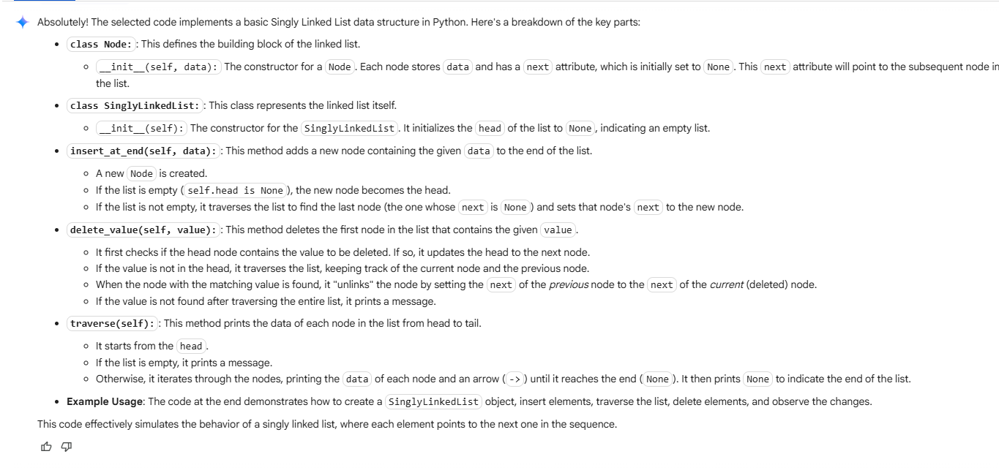 Absolutely! The selected code implements a basic Singly Linked List data structure in Python. Here's a breakdown of the key parts:
• class Node: : This defines the building block of the linked list.
◦ __init__(self, data): The constructor for a Node. Each node stores data and has a next attribute, which is initially set to None. This next attribute will point to the subsequent node in
the list.
• class SinglyLinkedList: : This class represents the linked list itself.
◦ __init__(self): The constructor for the SinglyLinkedList. It initializes the head of the list to None, indicating an empty list.
• insert_at_end(self, data): : This method adds a new node containing the given data to the end of the list.
◦ A new Node is created.
◦ If the list is empty (self.head is None), the new node becomes the head.
◦ If the list is not empty, it traverses the list to find the last node (the one whose next is None) and sets that node's next to the new node.
• delete_value(self, value): : This method deletes the first node in the list that contains the given value.
◦ It first checks if the head node contains the value to be deleted. If so, it updates the head to the next node.
◦ If the value is not in the head, it traverses the list, keeping track of the current node and the previous node.
◦ When the node with the matching value is found, it "unlinks" the node by setting the next of the previous node to the next of the current (deleted) node.
◦ If the value is not found after traversing the entire list, it prints a message.
• traverse(self): : This method prints the data of each node in the list from head to tail.
◦ It starts from the head.
◦ If the list is empty, it prints a message.
◦ Otherwise, it iterates through the nodes, printing the data of each node and an arrow (->) until it reaches the end (None). It then prints None to indicate the end of the list.
• Example Usage: The code at the end demonstrates how to create a SinglyLinkedList object, insert elements, traverse the list, delete elements, and observe the changes.
This code effectively simulates the behavior of a singly linked list, where each element points to the next one in the sequence.